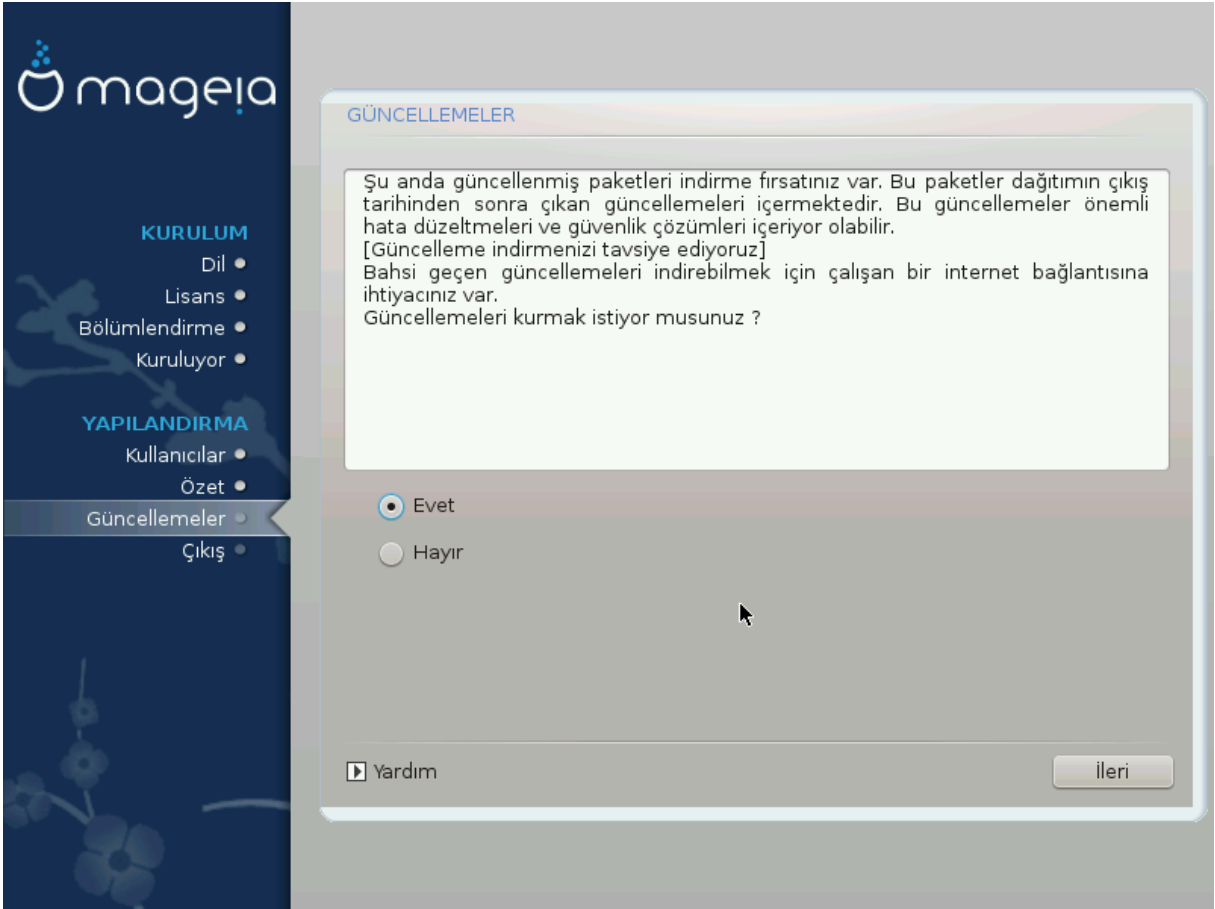 mageia
KURULUM
Dil
Lisans
Bölümlendirme
Kuruluyor
YAPILANDIRMA
Kullanıcılar
Özet
Güncellemeler
Çıkış
GÜNCELLEMELER
Şu anda güncellenmiş paketleri indirme fırsatınız var. Bu paketler dağıtımın çıkış
tarihinden sonra çıkan güncellemeleri içermektedir. Bu güncellemeler önemli
hata düzeltmeleri ve güvenlik çözümleri içeriyor olabilir.
[Güncelleme indirmenizi tavsiye ediyoruz]
Bahsi geçen güncellemeleri indirebilmek için çalışan bir internet bağlantısına
ihtiyacınız var.
Güncellemeleri kurmak istiyor musunuz ?
Evet
Hayır
Yardım
İleri